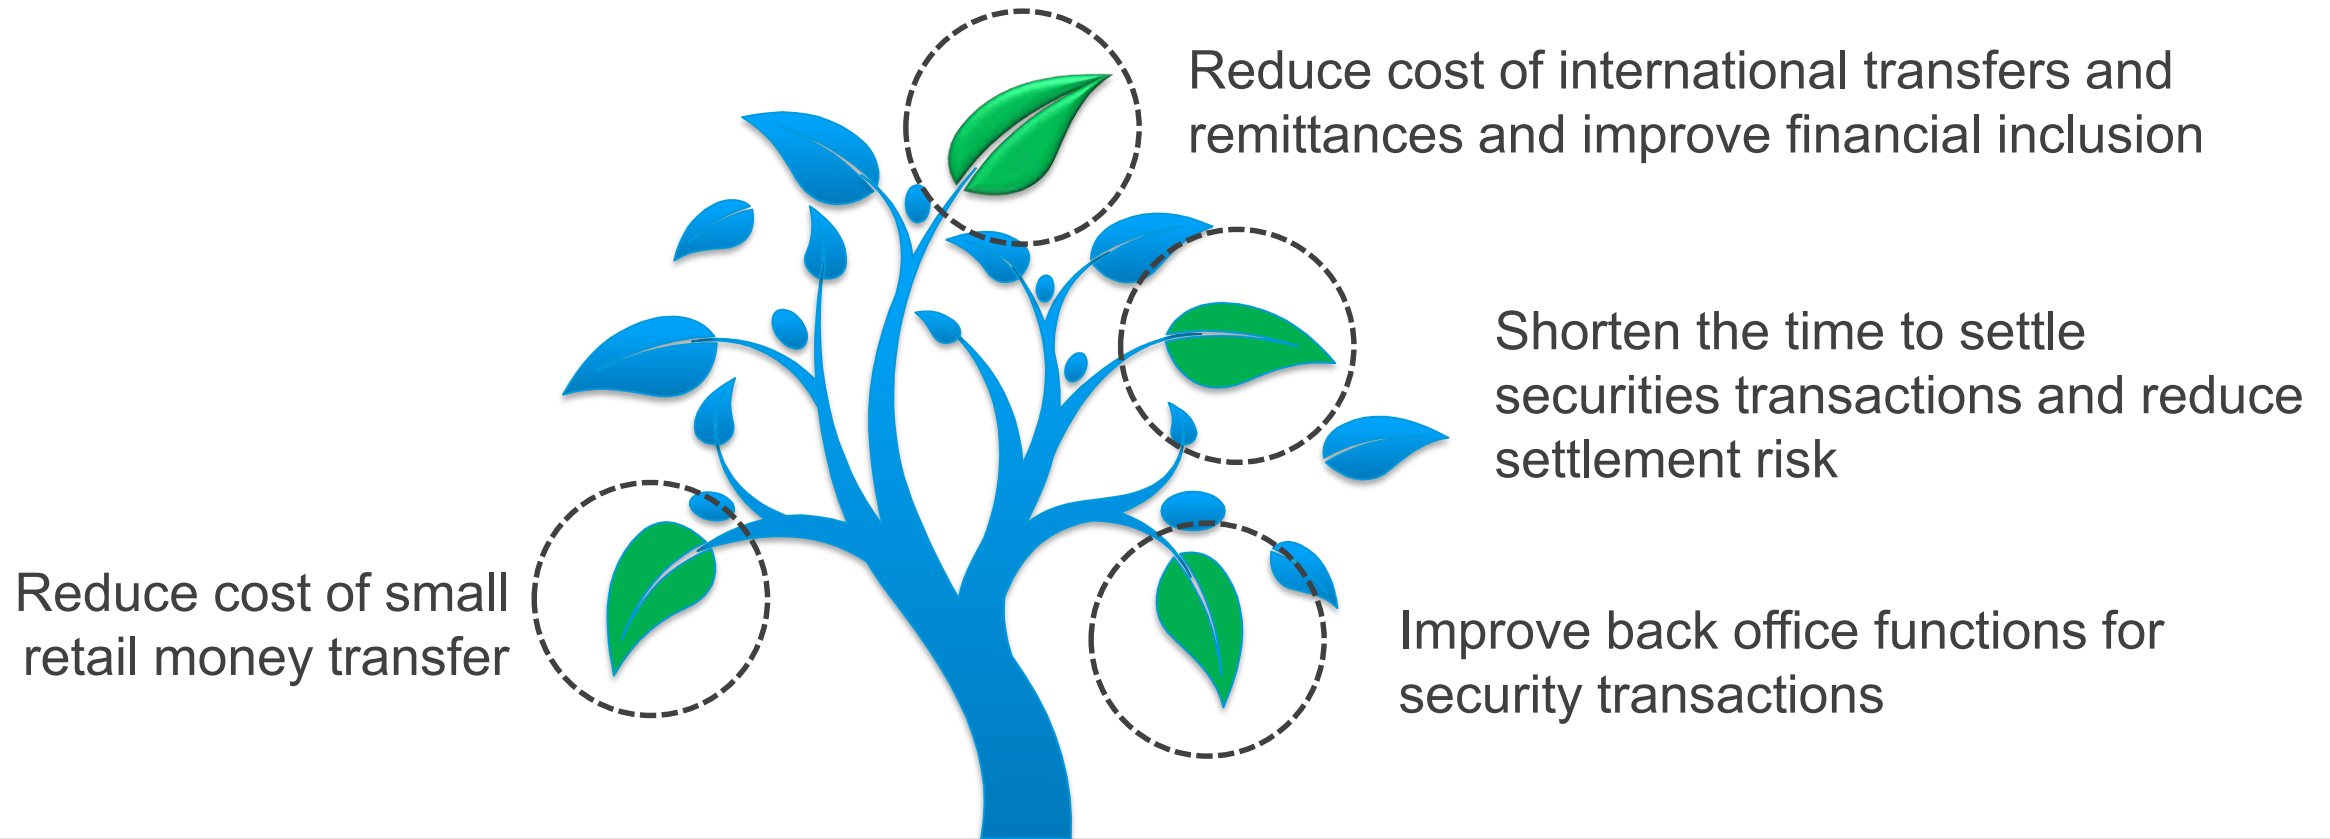 Reduce cost of international transfers and
remittances and improve financial inclusion
Shorten the time to settle
securities transactions and reduce
settlement risk
Reduce cost of small
retail money transfer
Improve back office functions for
security transactions